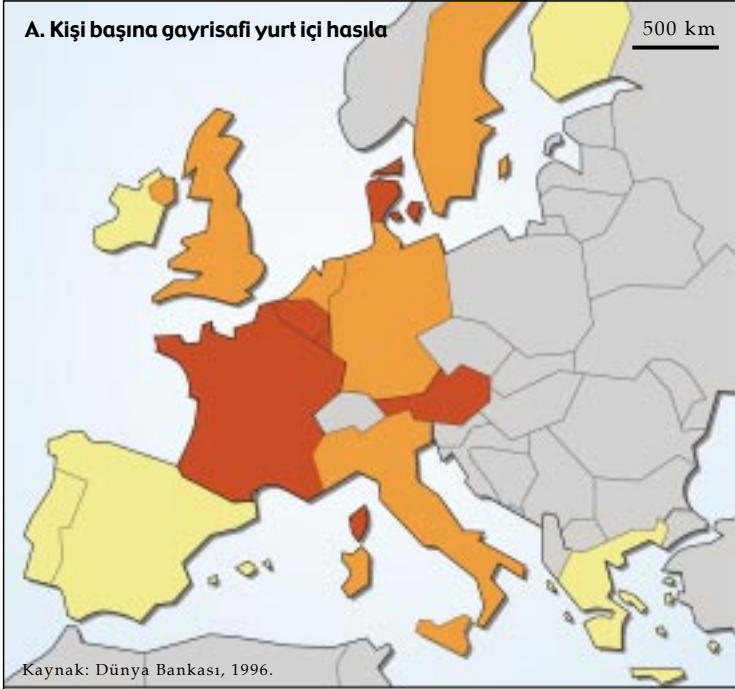 A. Kişi başına gayrisafi yurt içi hasıla
500 km
Kaynak: Dünya Bankası, 1996.